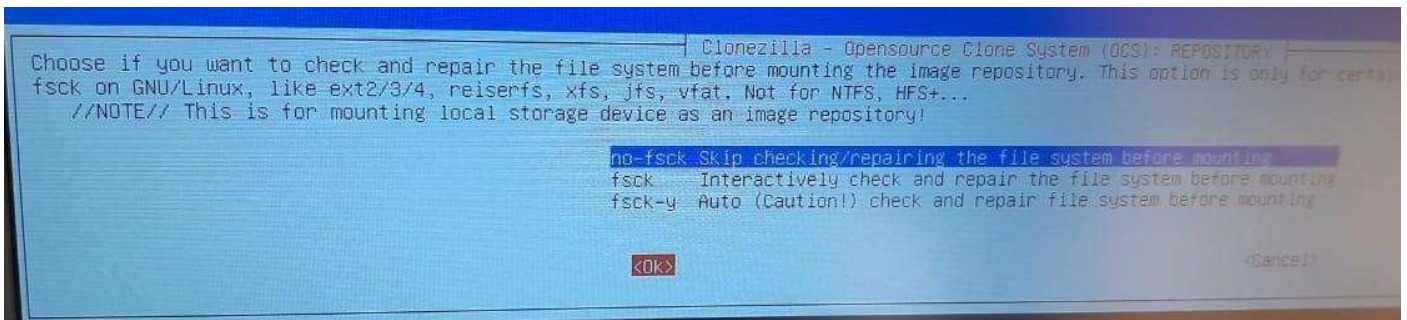 Clonezilla - Opensource Clone System (OCS): REPOSITORY
Choose if you want to check and repair the file system before mounting the image repository. This option is only for certain
fsck on GNU/Linux, like ext2/3/4, reiserfs, xfs, jfs, vfat. Not for NTFS, HFS+...
//NOTE// This is for mounting local storage device as an image repository!
no-fsck Skip checking/repairing the file system before mounting
fsck Interactively check and repair the file system before mounting
fsck-y Auto (Caution!) check and repair file system before mounting
<Ok> <Cancel>